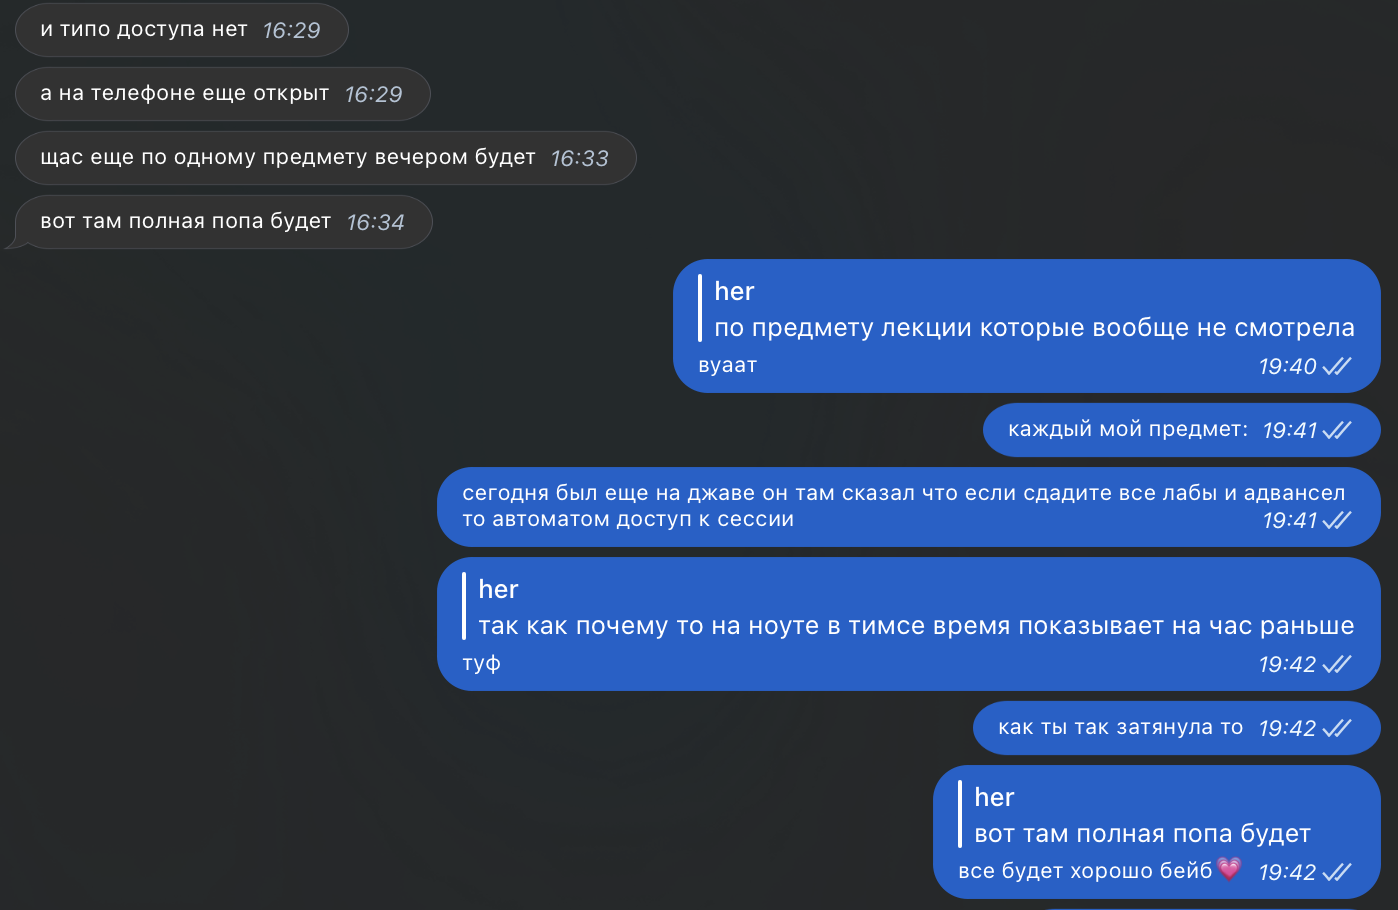 и типо доступа нет 16:29
а на телефоне еще открыт 16:29
щас еще по одному предмету вечером будет 16:33
вот там полная попа будет 16:34
her
по предмету лекции которые вообще не смотрела
вуаат 19:40
каждый мой предмет: 19:41
сегодня был еще на джаве он там сказал что если сдадите все лабы и адвансел
то автоматом доступ к сессии 19:41
her
так как почему то на ноуте в тимсе время показывает на час раньше
туф 19:42
как ты так затянула то 19:42
her
вот там полная попа будет
все будет хорошо бейб💗 19:42